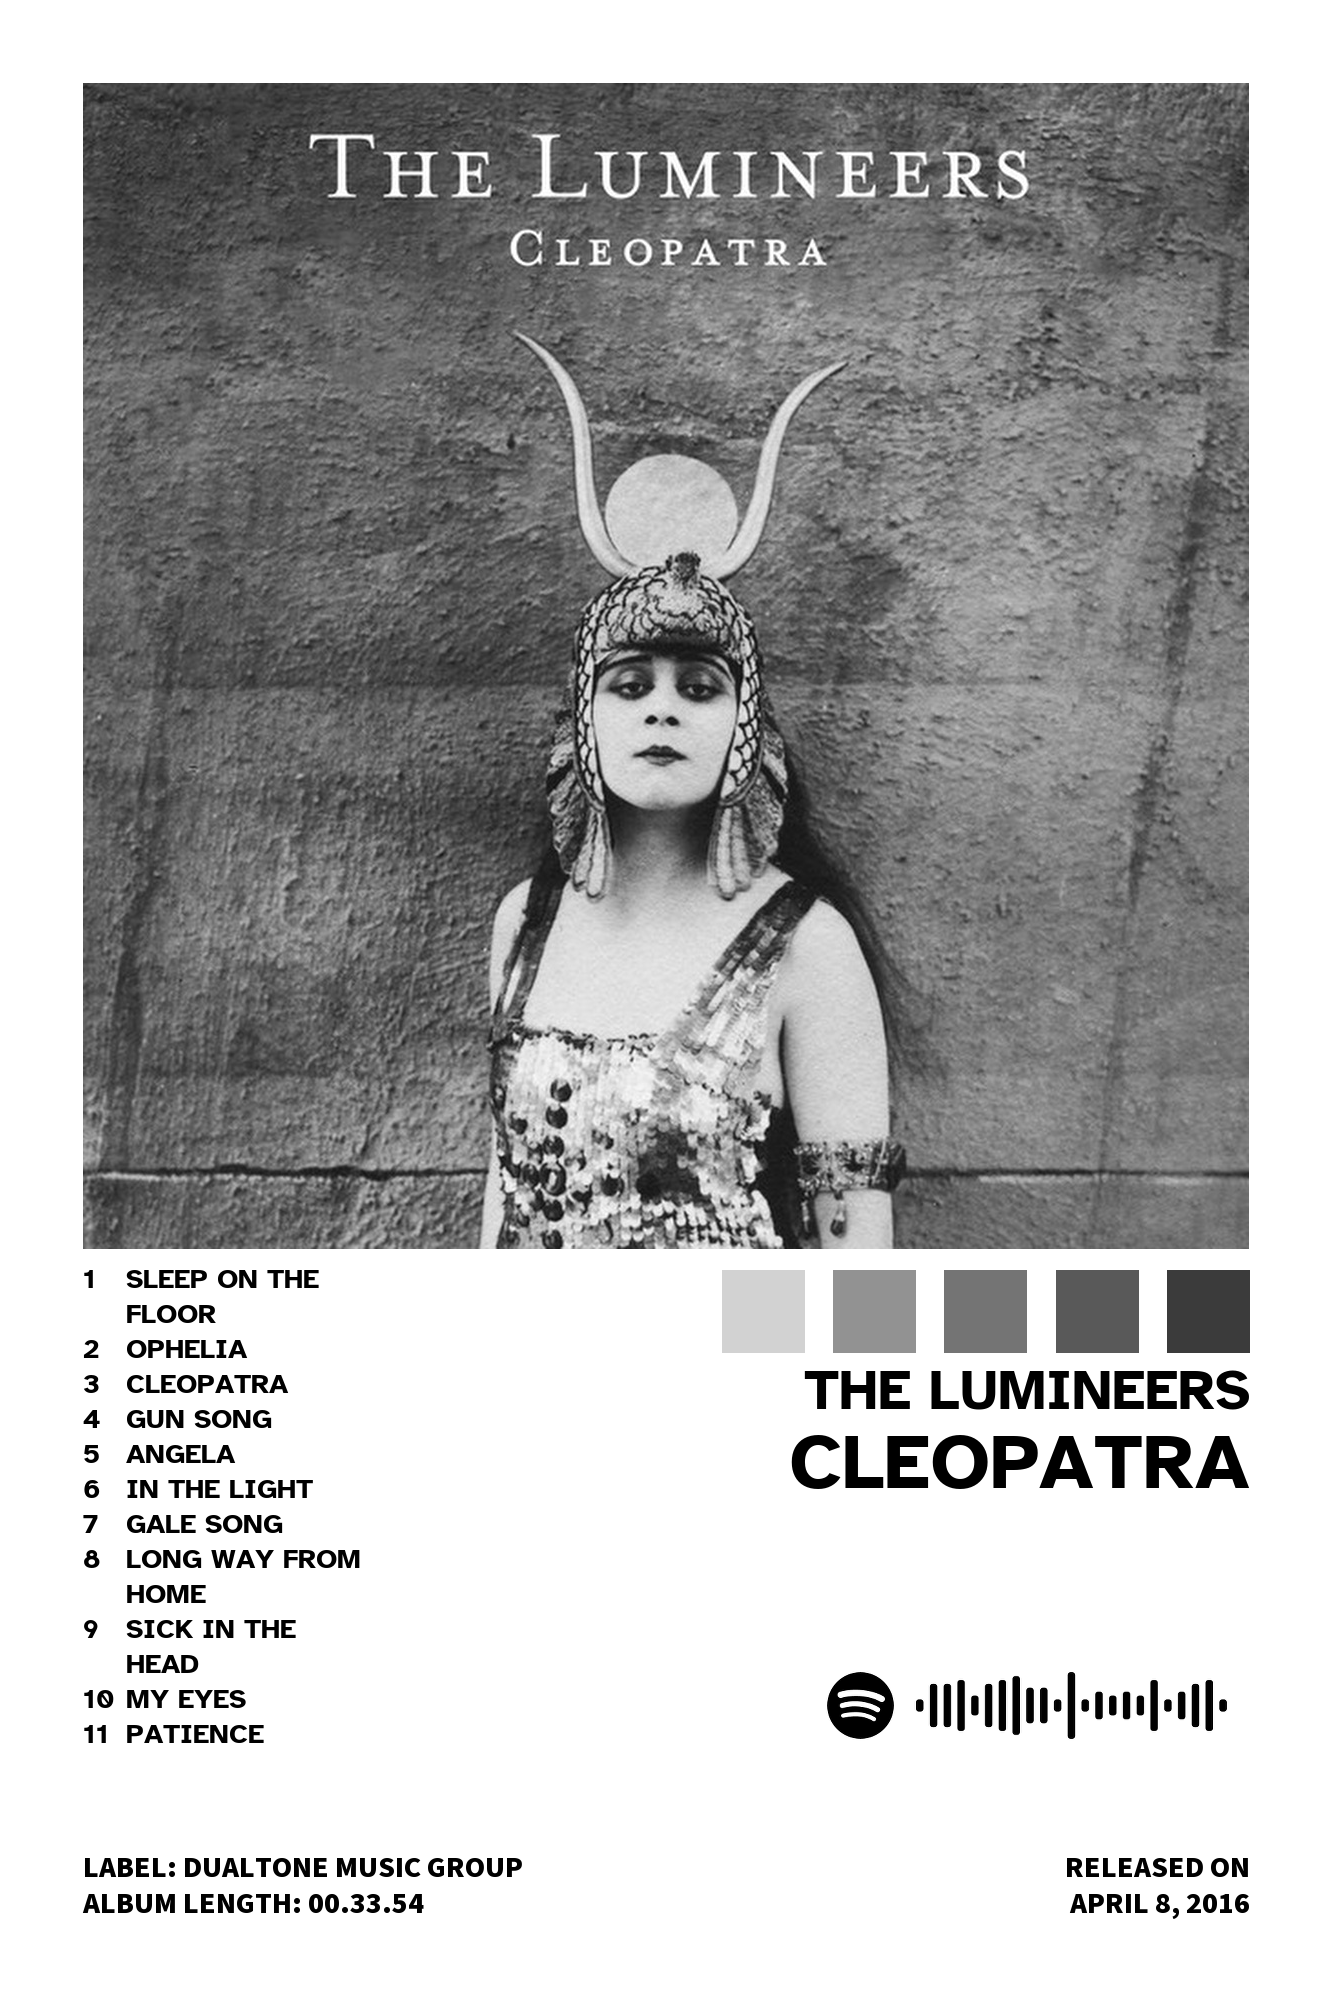 The Lumineers
Cleopatra
1 SLEEP ON THE
FLOOR
2 OPHELIA
3 CLEOPATRA
4 GUN SONG
5 ANGELA
6 IN THE LIGHT
7 GALE SONG
8 LONG WAY FROM
HOME
9 SICK IN THE
HEAD
10 MY EYES
11 PATIENCE
THE LUMINEERS
CLEOPATRA
LABEL: DUALTONE MUSIC GROUP
ALBUM LENGTH: 00.33.54
RELEASED ON
APRIL 8, 2016